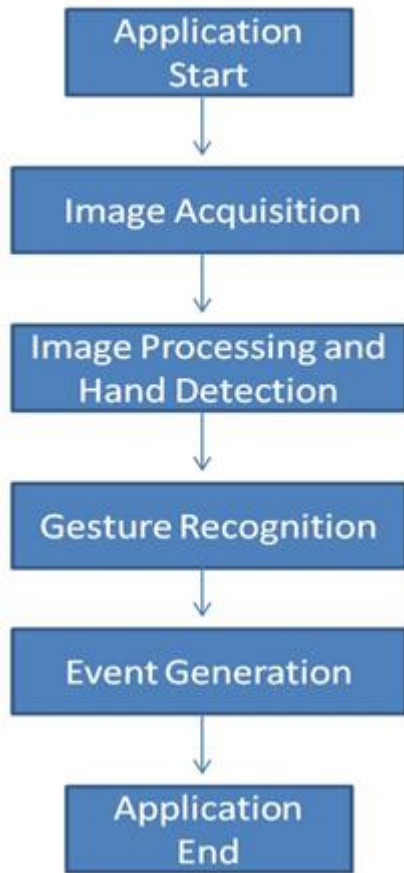 Application
Start
Image Acquisition
Image Processing and
Hand Detection
Gesture Recognition
Event Generation
Application
End